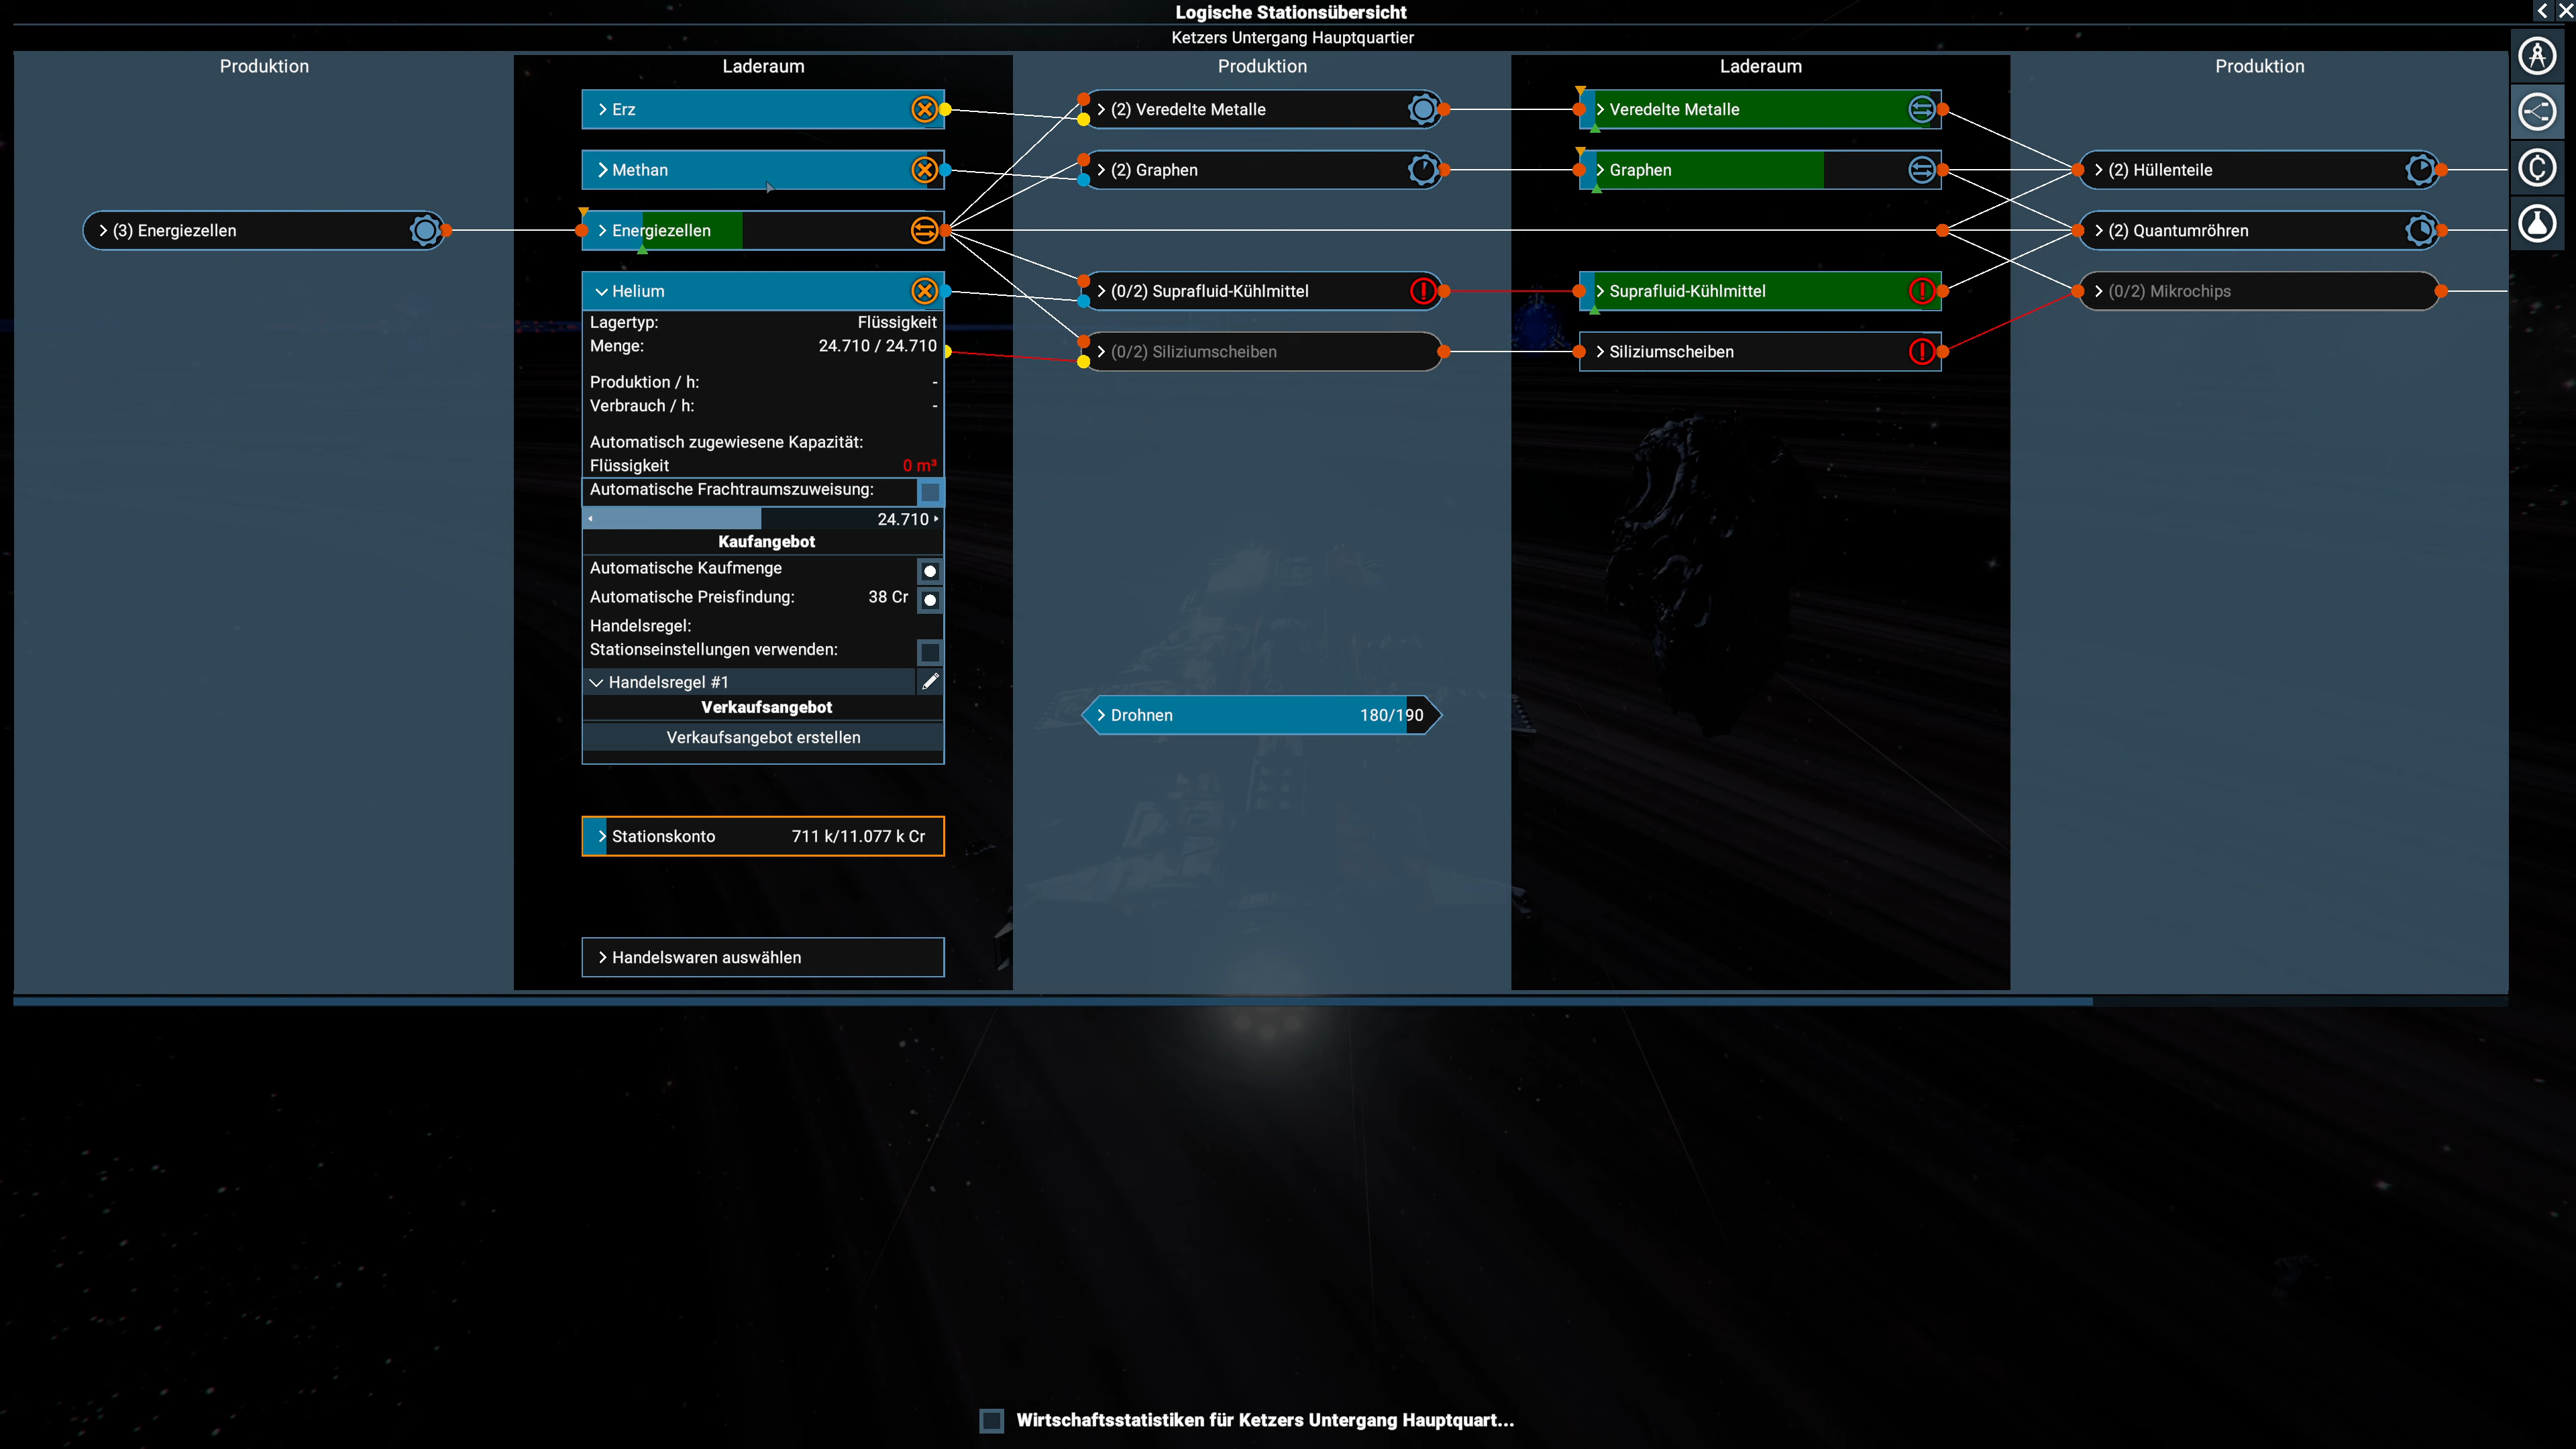 Logische Stationsübersicht
Ketzers Untergang Hauptquartier
Produktion
(3) Energiezellen
Laderaum
Erz
Methan
Energiezellen
Helium
Lagertyp: Flüssigkeit
Menge: 24.710 / 24.710
Produktion / h: -
Verbrauch / h: -
Automatisch zugewiesene Kapazität:
Flüssigkeit 0 m³
Automatische Frachtraumszuweisung:
24.710
Kaufangebot
Automatische Kaufmenge
Automatische Preisfindung: 38 Cr
Handelsregel:
Stationseinstellungen verwenden:
Handelsregel #1
Verkaufsangebot
Verkaufsangebot erstellen
Stationskonto 711 k/11.077 k Cr
Handelswaren auswählen
Produktion
(2) Veredelte Metalle
(2) Graphen
(0/2) Suprafluid-Kühlmittel
(0/2) Siliziumscheiben
Drohnen 180/190
Laderaum
Veredelte Metalle
Graphen
Suprafluid-Kühlmittel
Siliziumscheiben
Produktion
(2) Hüllenteile
(2) Quantumröhren
(0/2) Mikrochips
Wirtschaftsstatistiken für Ketzers Untergang Hauptquart...